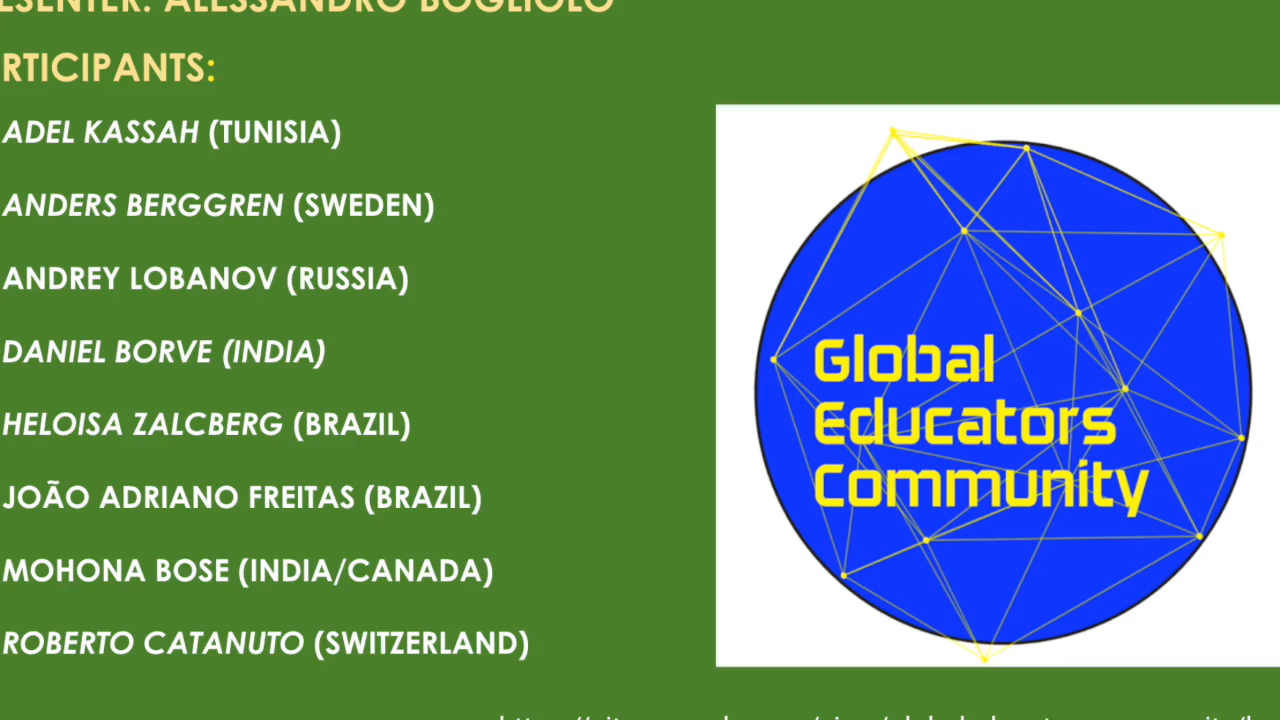 ESENTER: ALESSANDRO BOGLIOLO
RTICIPANTS:
ADEL KASSAH (TUNISIA)
ANDERS BERGGREN (SWEDEN)
ANDREY LOBANOV (RUSSIA)
DANIEL BORVE (INDIA)
HELOISA ZALCBERG (BRAZIL)
JOÃO ADRIANO FREITAS (BRAZIL)
MOHONA BOSE (INDIA/CANADA)
ROBERTO CATANUTO (SWITZERLAND)
Global
Educators
Community